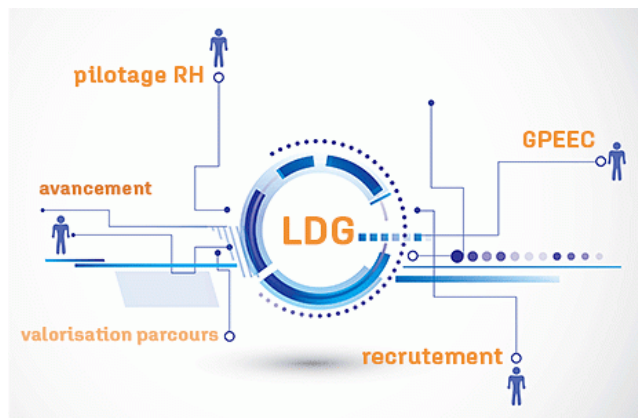 pilotage RH
GPEEC
avancement
LDG
valorisation parcours
recrutement